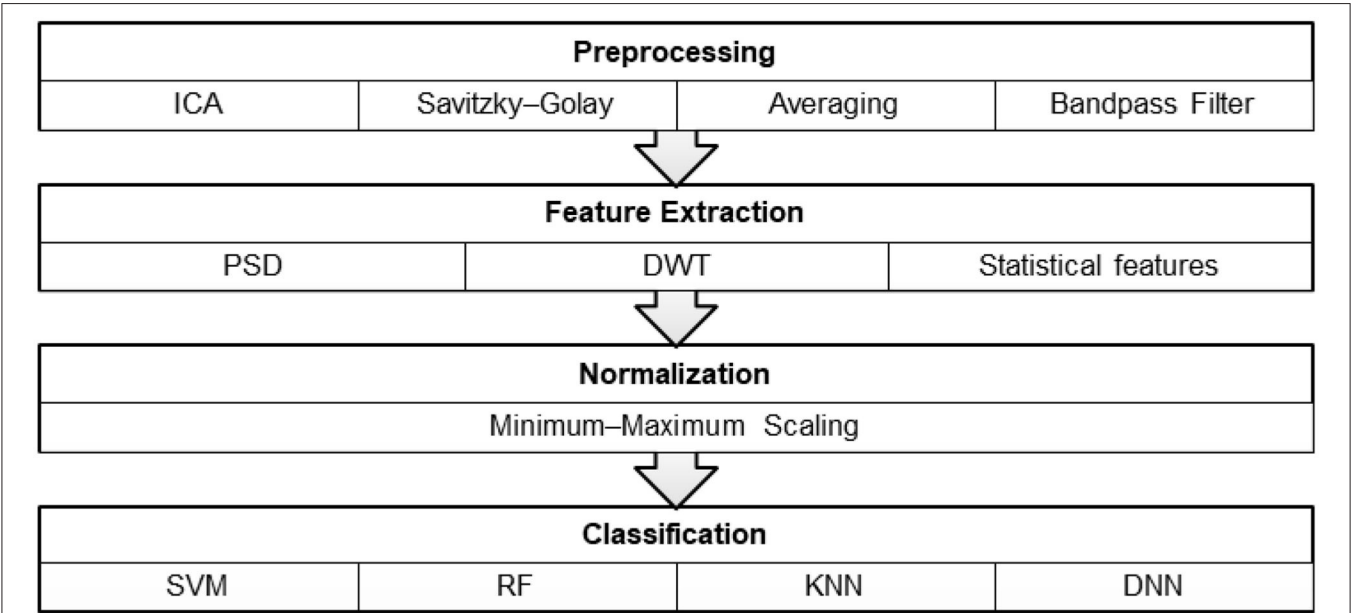 Preprocessing
ICA Savitzky–Golay Averaging Bandpass Filter
Feature Extraction
PSD DWT Statistical features
Normalization
Minimum–Maximum Scaling
Classification
SVM RF KNN DNN